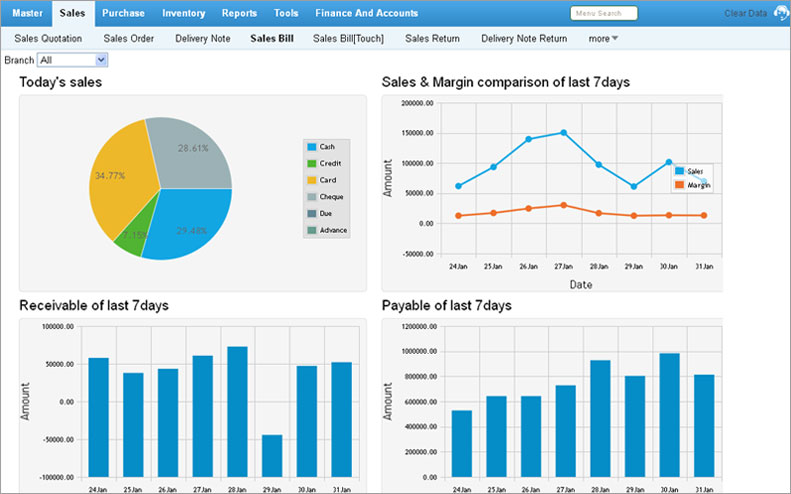 Master Sales Purchase Inventory Reports Tools Finance And Accounts Menu Search Clear Data
Sales Quotation Sales Order Delivery Note Sales Bill Sales Bill[Touch] Sales Return Delivery Note Return more
Branch All
Today's sales
28.61%
34.77%
7.15%
29.48%
Cash
Credit
Card
Cheque
Due
Advance
Sales & Margin comparison of last 7days
Amount
200000.00
150000.00
100000.00
50000.00
0.00
-50000.00
Sales
Margin
24Jan 25Jan 26Jan 27Jan 28Jan 29Jan 30Jan 31Jan
Date
Receivable of last 7days
Amount
100000.00
50000.00
0.00
-50000.00
-100000.00
24Jan 25Jan 26Jan 27Jan 28Jan 29Jan 30Jan 31Jan
Payable of last 7days
Amount
1200000.00
1000000.00
800000.00
600000.00
400000.00
200000.00
0.00
24Jan 25Jan 26Jan 27Jan 28Jan 29Jan 30Jan 31Jan